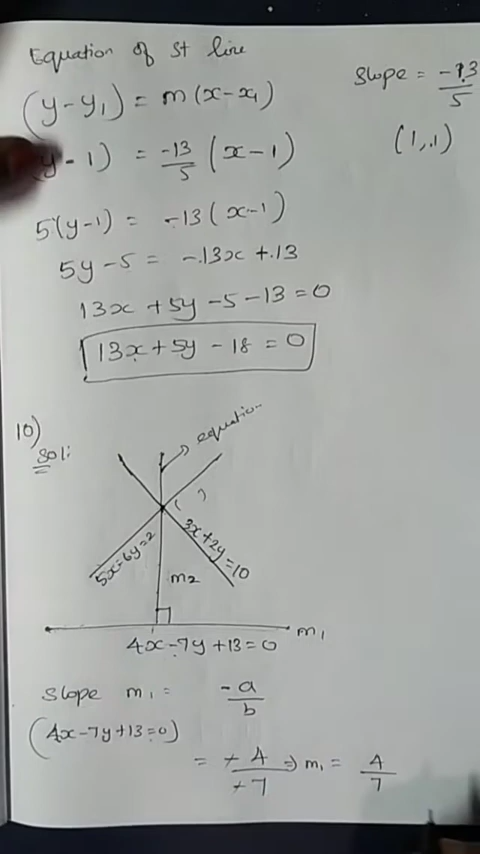 Equation of St line
Slope = -13/5
(y-y₁) = m(x-x₁)
(1,1)
(y-1) = -13/5 (x-1)
5(y-1) = -13(x-1)
5y-5 = -13x+13
13x+5y-5-13=0
13x+5y-18=0
10)
Sol:
equatio...
( )
5x-6y=2
3x+2y=10
m₂
m₁
4x-7y+13=0
Slope m₁ = -a/b
(4x-7y+13=0)
= +4/+7 ⇒ m₁ = 4/7